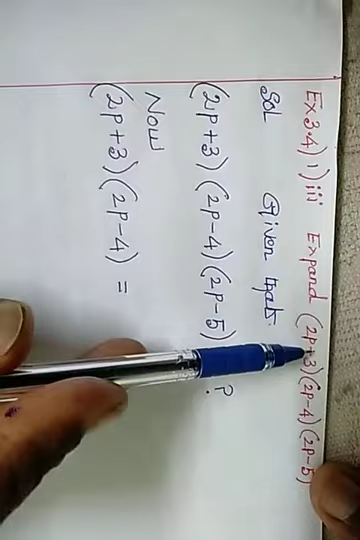 Ex3.4) 1) iii Expand (2p+3)(2p-4)(2p-5)
Sol Given that
(2p+3) (2p-4)(2p-5) ?
Now
(2p+3) (2p-4) =